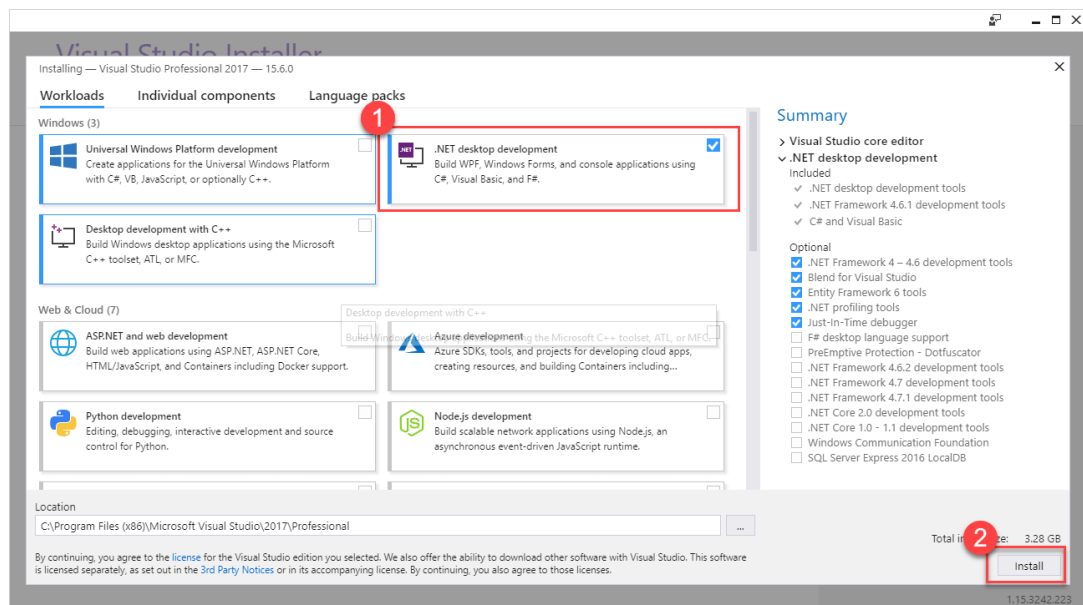 Visual Studio Installer
Installing — Visual Studio Professional 2017 — 15.6.0
Workloads Individual components Language packs
Windows (3)
Universal Windows Platform development
Create applications for the Universal Windows Platform
with C#, VB, JavaScript, or optionally C++.
1
.NET desktop development
Build WPF, Windows Forms, and console applications using
C#, Visual Basic, and F#.
Desktop development with C++
Build Windows desktop applications using the Microsoft
C++ toolset, ATL, or MFC.
Web & Cloud (7)
Desktop development with C++
Build Windows desktop applications using the Microsoft C++ toolset, ATL, or MFC.
ASP.NET and web development
Build web applications using ASP.NET, ASP.NET Core,
HTML/JavaScript, and Containers including Docker support.
Azure development
Azure SDKs, tools, and projects for developing cloud apps,
creating resources, and building Containers including...
Python development
Editing, debugging, interactive development and source
control for Python.
Node.js development
Build scalable network applications using Node.js, an
asynchronous event-driven JavaScript runtime.
Summary
Visual Studio core editor
.NET desktop development
Included
.NET desktop development tools
.NET Framework 4.6.1 development tools
C# and Visual Basic
Optional
.NET Framework 4 – 4.6 development tools
Blend for Visual Studio
Entity Framework 6 tools
.NET profiling tools
Just-In-Time debugger
F# desktop language support
PreEmptive Protection - Dotfuscator
.NET Framework 4.6.2 development tools
.NET Framework 4.7 development tools
.NET Framework 4.7.1 development tools
.NET Core 2.0 development tools
.NET Core 1.0 - 1.1 development tools
Windows Communication Foundation
SQL Server Express 2016 LocalDB
Location
C:\Program Files (x86)\Microsoft Visual Studio\2017\Professional
...
By continuing, you agree to the license for the Visual Studio edition you selected. We also offer the ability to download other software with Visual Studio. This software
is licensed separately, as set out in the 3rd Party Notices or in its accompanying license. By continuing, you also agree to those licenses.
Total 3.28 GB
2
Install
1.15.3242.223